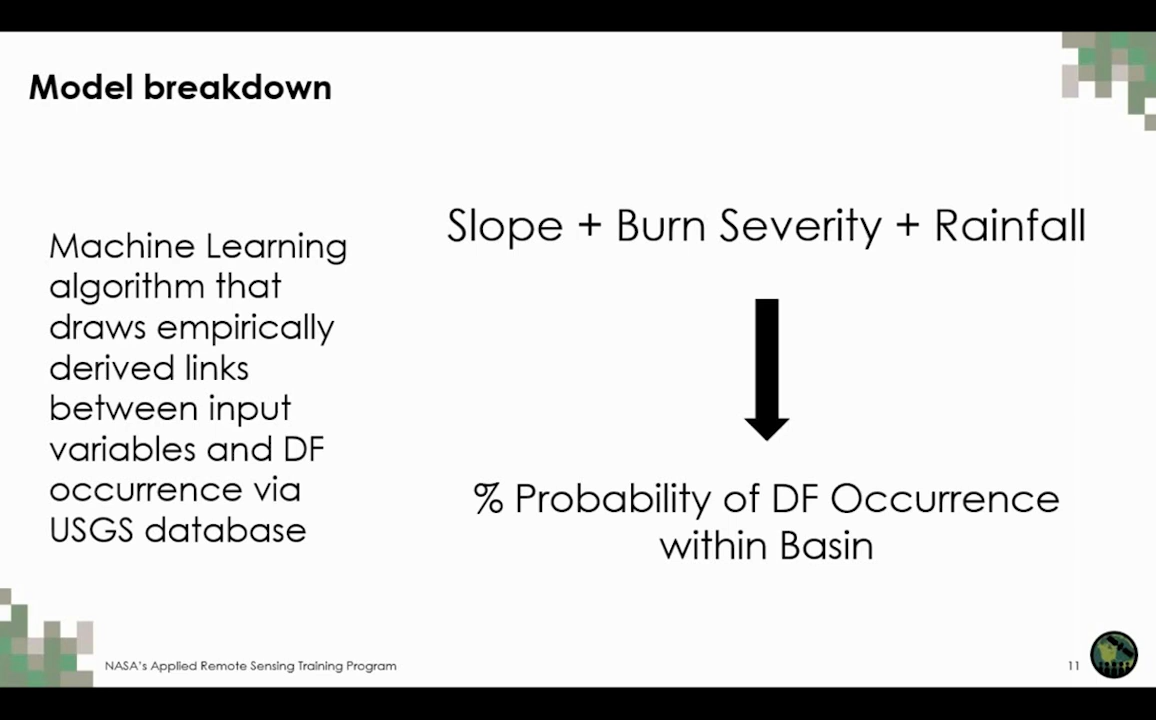 Model breakdown
Machine Learning
algorithm that
draws empirically
derived links
between input
variables and DF
occurrence via
USGS database
Slope + Burn Severity + Rainfall
% Probability of DF Occurrence
within Basin
NASA's Applied Remote Sensing Training Program
11